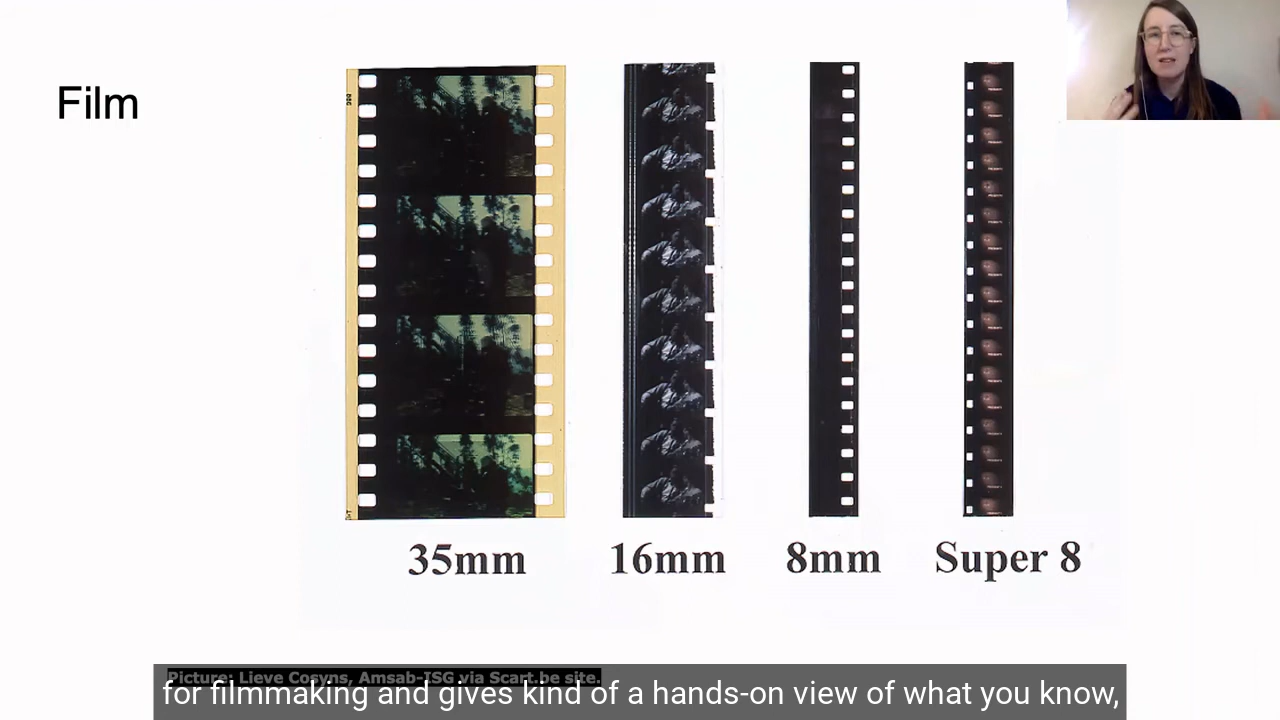 Film
35mm
16mm
8mm
Super 8
Picture: Lieve Cosyns, Amsab-ISG via Scart.be site.
for filmmaking and gives kind of a hands-on view of what you know,